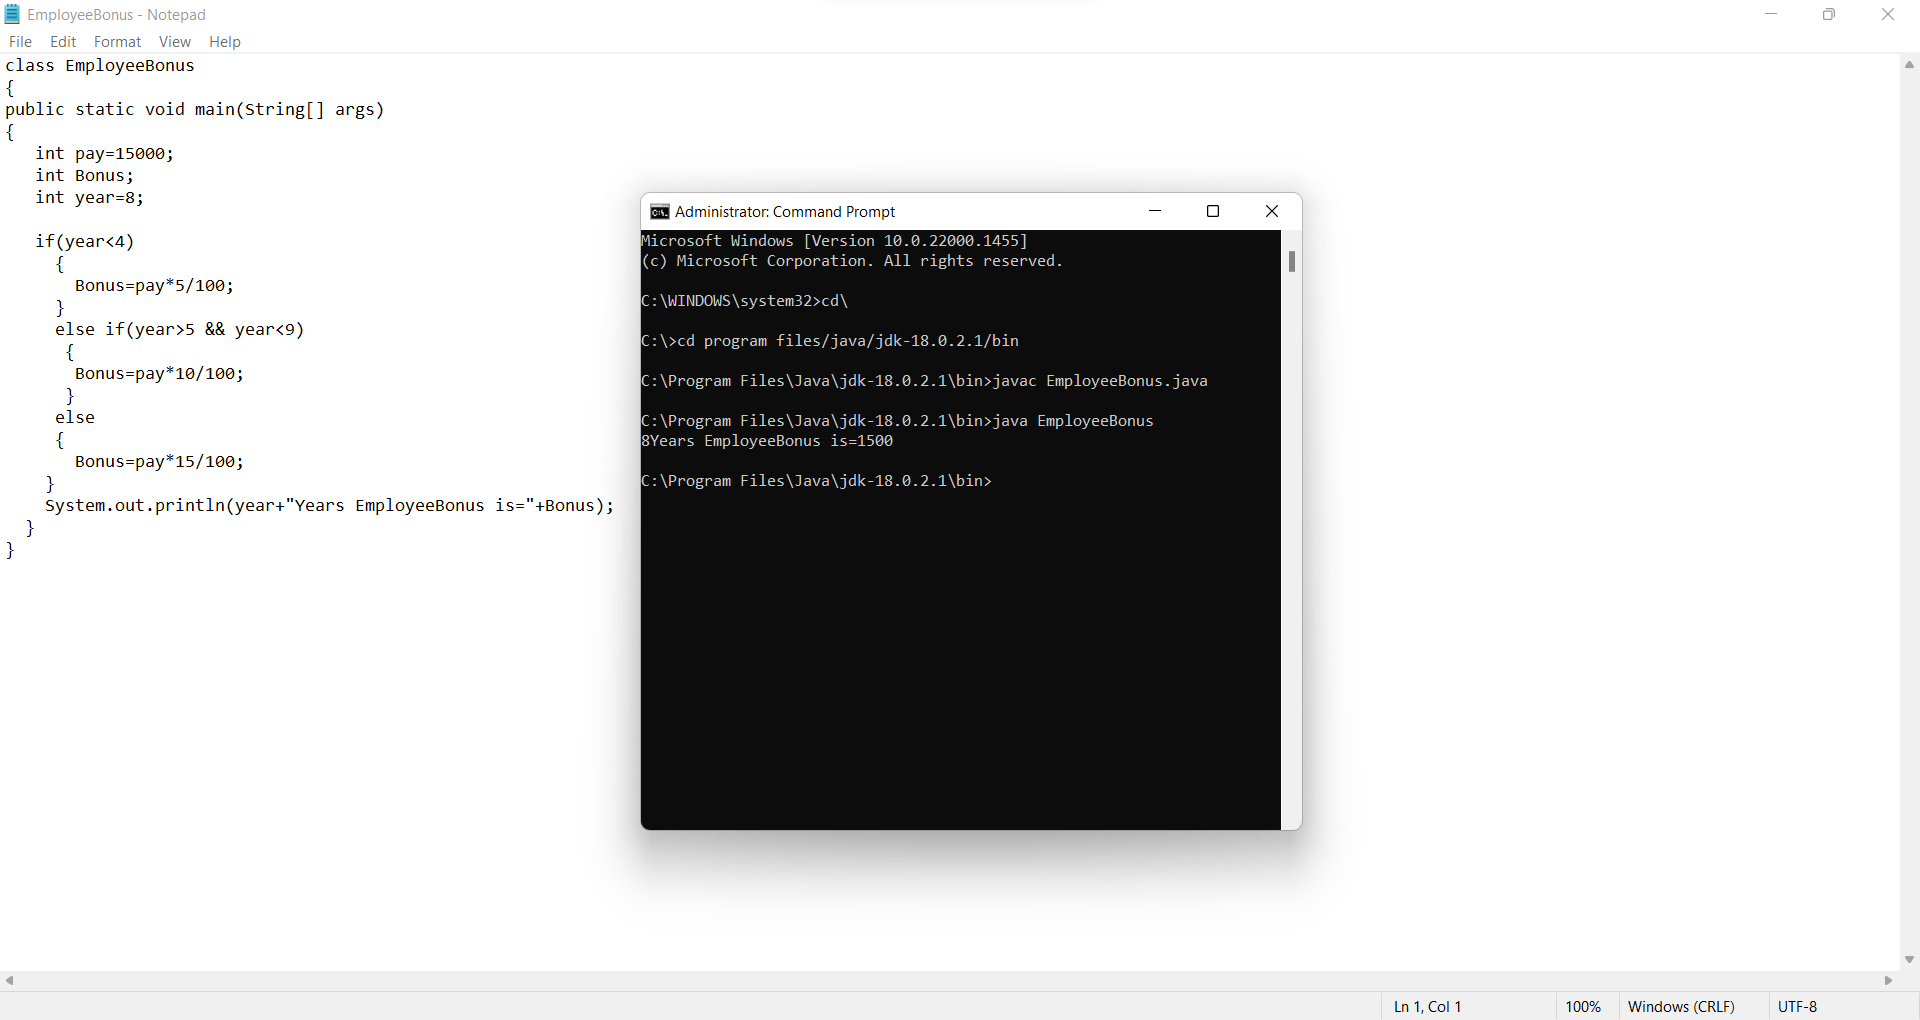 EmployeeBonus - Notepad
File Edit Format View Help
class EmployeeBonus
{
public static void main(String[] args)
{
   int pay=15000;
   int Bonus;
   int year=8;

   if(year<4)
     {
       Bonus=pay*5/100;
     }
     else if(year>5 && year<9)
      {
       Bonus=pay*10/100;
      }
     else
     {
       Bonus=pay*15/100;
    }
    System.out.println(year+"Years EmployeeBonus is="+Bonus);
  }
}
Administrator: Command Prompt
Microsoft Windows [Version 10.0.22000.1455]
(c) Microsoft Corporation. All rights reserved.

C:\WINDOWS\system32>cd\

C:\>cd program files/java/jdk-18.0.2.1/bin

C:\Program Files\Java\jdk-18.0.2.1\bin>javac EmployeeBonus.java

C:\Program Files\Java\jdk-18.0.2.1\bin>java EmployeeBonus
8Years EmployeeBonus is=1500

C:\Program Files\Java\jdk-18.0.2.1\bin>
Ln 1, Col 1 100% Windows (CRLF) UTF-8